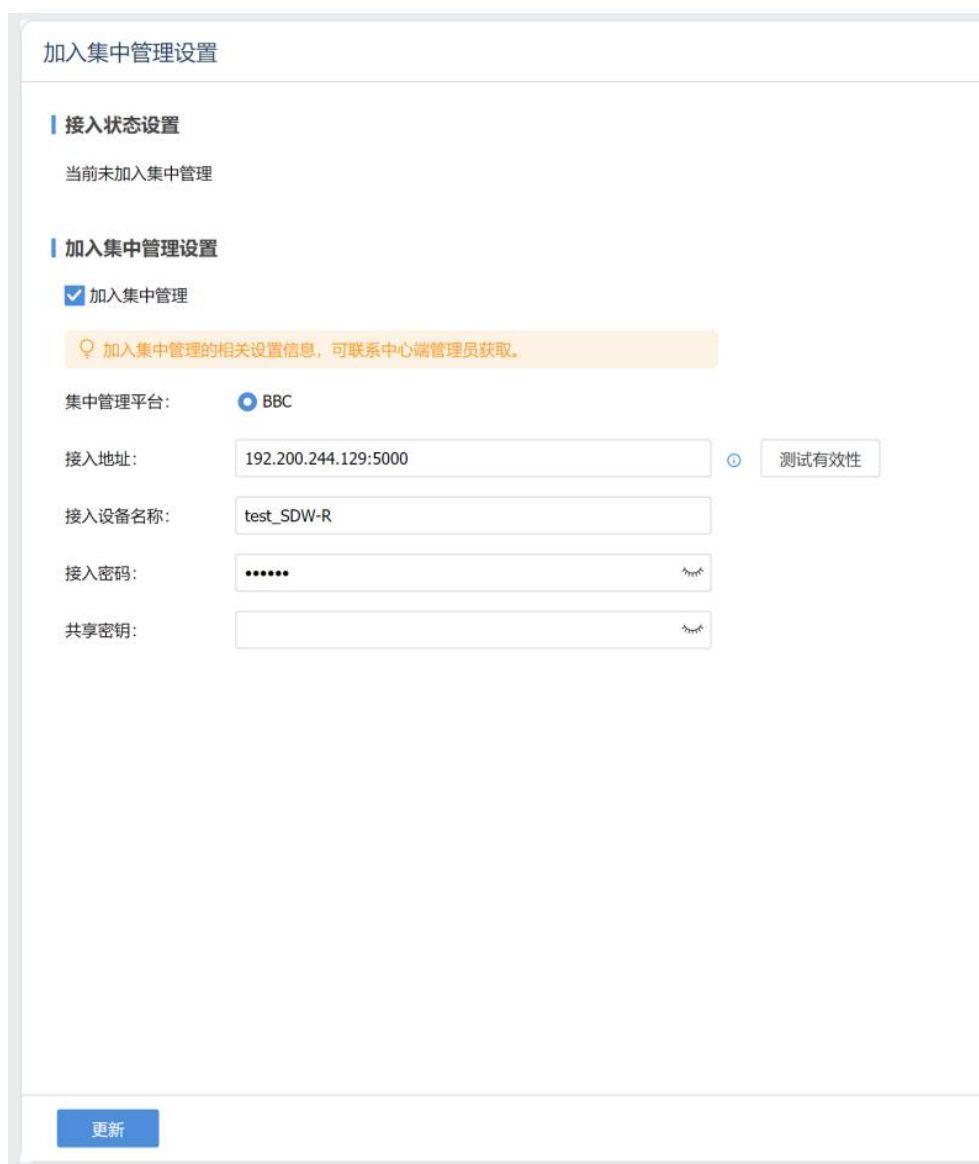 加入集中管理设置
接入状态设置
当前未加入集中管理
加入集中管理设置
加入集中管理
加入集中管理的相关设置信息，可联系中心端管理员获取。
集中管理平台： BBC
接入地址： 192.200.244.129:5000 测试有效性
接入设备名称： test_SDW-R
接入密码： ••••••
共享密钥：
更新